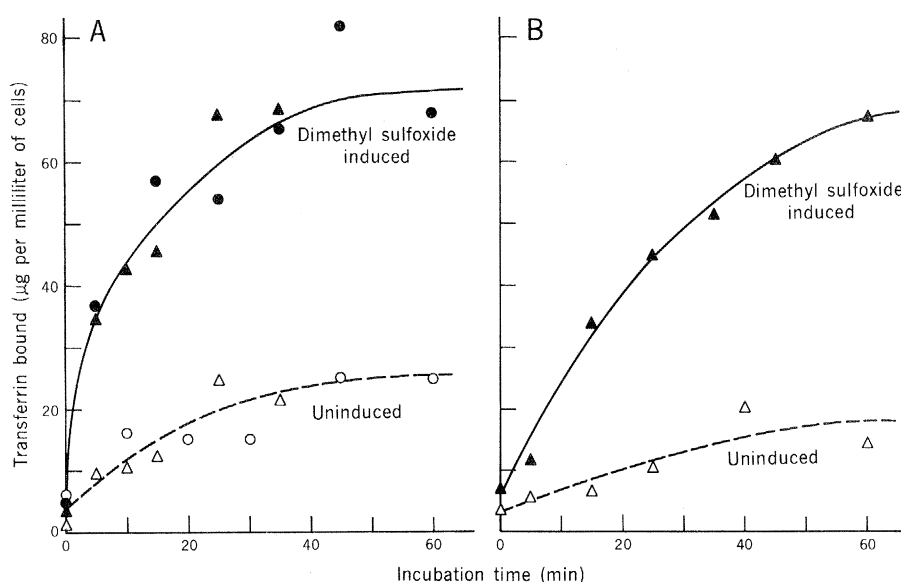 A
B
Transferrin bound (μg per milliliter of cells)
80
60
40
20
0
Dimethyl sulfoxide
induced
Uninduced
Dimethyl sulfoxide
induced
Uninduced
0 20 40 60
0 20 40 60
Incubation time (min)